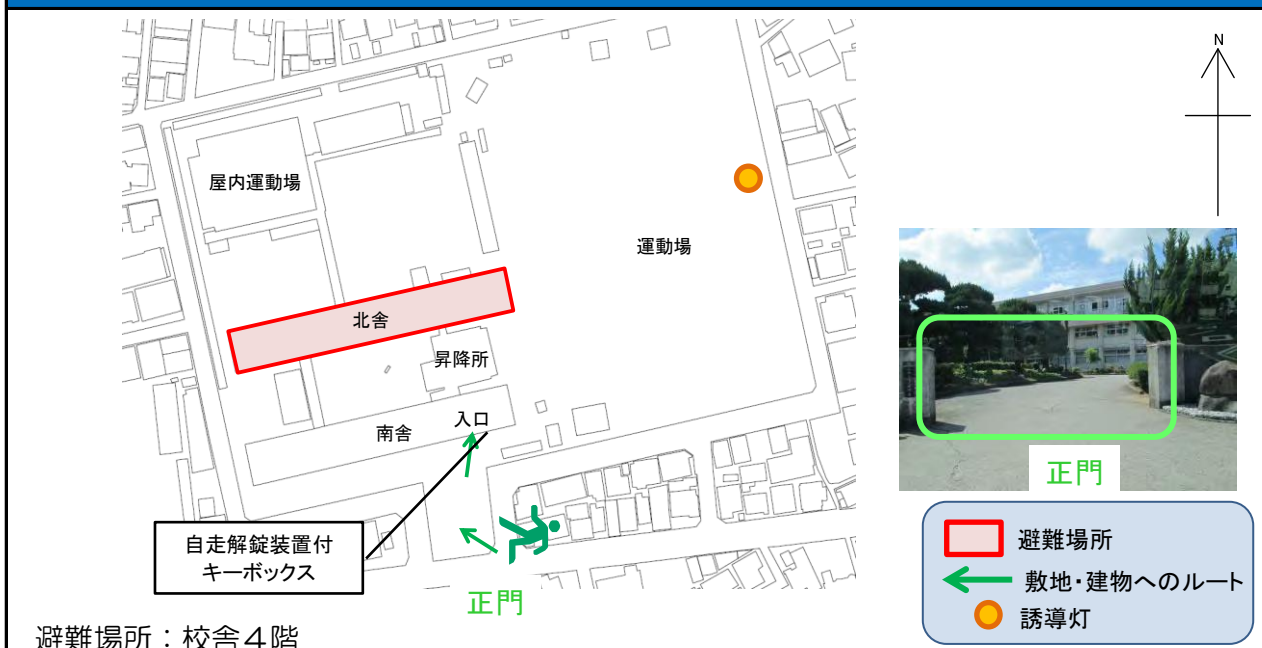 N
屋内運動場
運動場
北舎
昇降所
入口
南舎
自走解錠装置付
キーボックス
正門
正門
避難場所
敷地・建物へのルート
誘導灯
避難場所：校舎４階